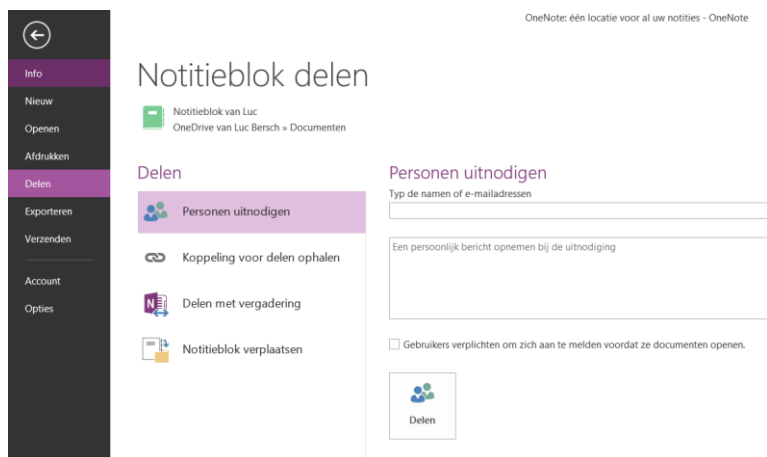 OneNote: één locatie voor al uw notities - OneNote
Info
Nieuw
Openen
Afdrukken
Delen
Exporteren
Verzenden
Account
Opties
Notitieblok delen
Notitieblok van Luc
OneDrive van Luc Bersch » Documenten
Delen
Personen uitnodigen
Koppeling voor delen ophalen
N
Delen met vergadering
Notitieblok verplaatsen
Personen uitnodigen
Typ de namen of e-mailadressen
Een persoonlijk bericht opnemen bij de uitnodiging
Gebruikers verplichten om zich aan te melden voordat ze documenten openen.
Delen